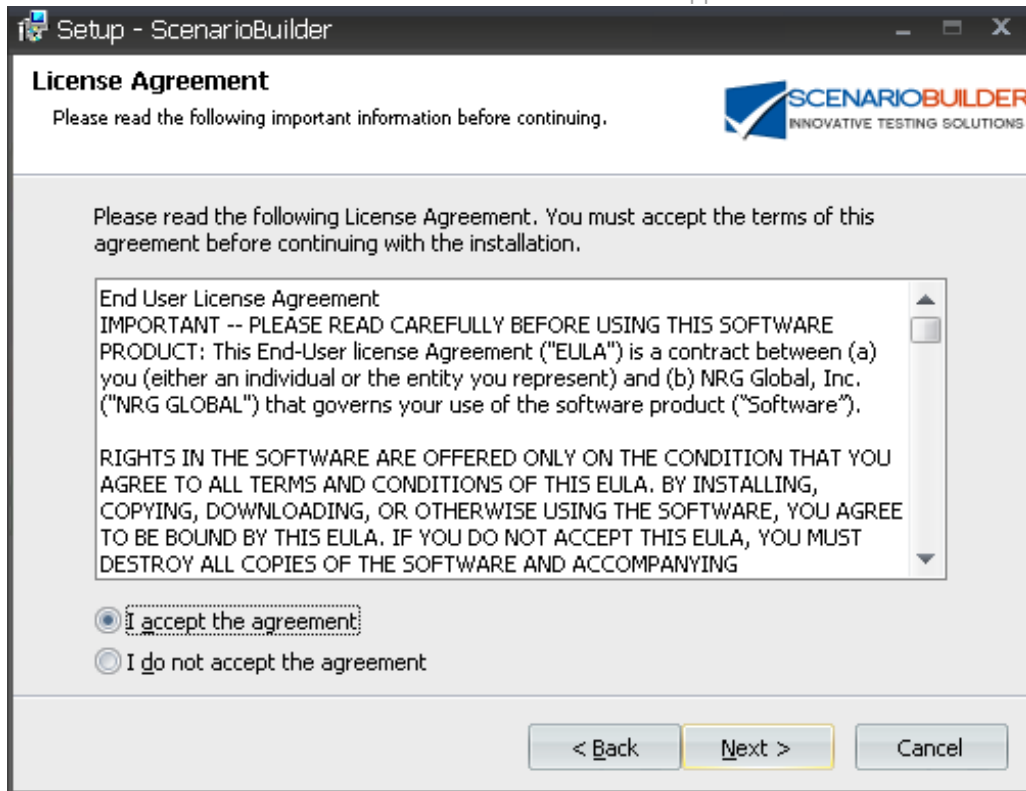 Setup - ScenarioBuilder
License Agreement
Please read the following important information before continuing.
SCENARIOBUILDER
INNOVATIVE TESTING SOLUTIONS
Please read the following License Agreement. You must accept the terms of this
agreement before continuing with the installation.
End User License Agreement
IMPORTANT -- PLEASE READ CAREFULLY BEFORE USING THIS SOFTWARE
PRODUCT: This End-User license Agreement ("EULA") is a contract between (a)
you (either an individual or the entity you represent) and (b) NRG Global, Inc.
("NRG GLOBAL") that governs your use of the software product ("Software").
RIGHTS IN THE SOFTWARE ARE OFFERED ONLY ON THE CONDITION THAT YOU
AGREE TO ALL TERMS AND CONDITIONS OF THIS EULA. BY INSTALLING,
COPYING, DOWNLOADING, OR OTHERWISE USING THE SOFTWARE, YOU AGREE
TO BE BOUND BY THIS EULA. IF YOU DO NOT ACCEPT THIS EULA, YOU MUST
DESTROY ALL COPIES OF THE SOFTWARE AND ACCOMPANYING
I accept the agreement
I do not accept the agreement
< Back
Next >
Cancel